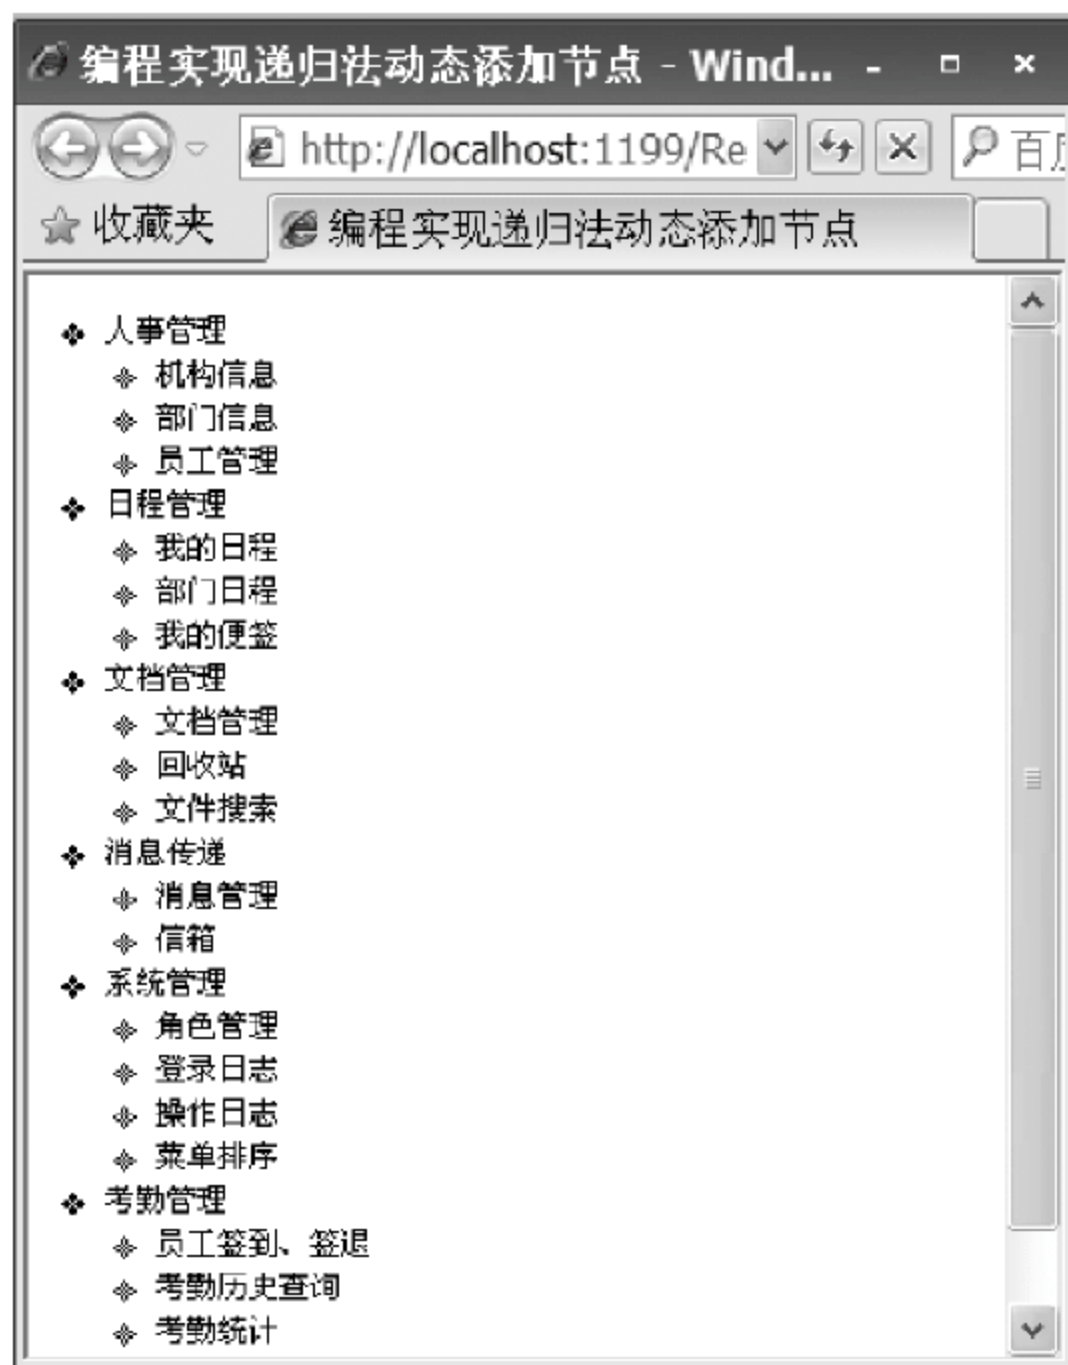 编程实现递归法动态添加节点 - Wind...
http://localhost:1199/Re
收藏夹
编程实现递归法动态添加节点
人事管理
机构信息
部门信息
员工管理
日程管理
我的日程
部门日程
我的便签
文档管理
文档管理
回收站
文件搜索
消息传递
消息管理
信箱
系统管理
角色管理
登录日志
操作日志
菜单排序
考勤管理
员工签到、签退
考勤历史查询
考勤统计